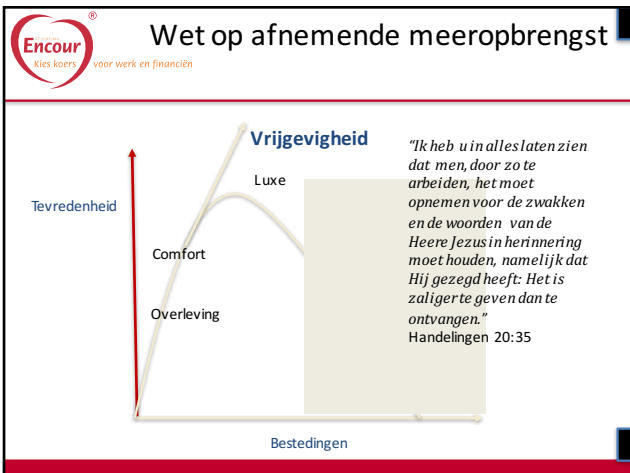 Wet op afnemende meeropbrengst
Encour
®
Kies koers voor werk en financiën
Vrijgevigheid
Luxe
Tevredenheid
Comfort
Overleving
Bestedingen
“Ik heb u in alles laten zien
dat men, door zo te
arbeiden, het moet
opnemen voor de zwakken
en de woorden van de
Heere Jezus in herinnering
moet houden, namelijk dat
Hij gezegd heeft: Het is
zaliger te geven dan te
ontvangen.”
Handelingen 20:35